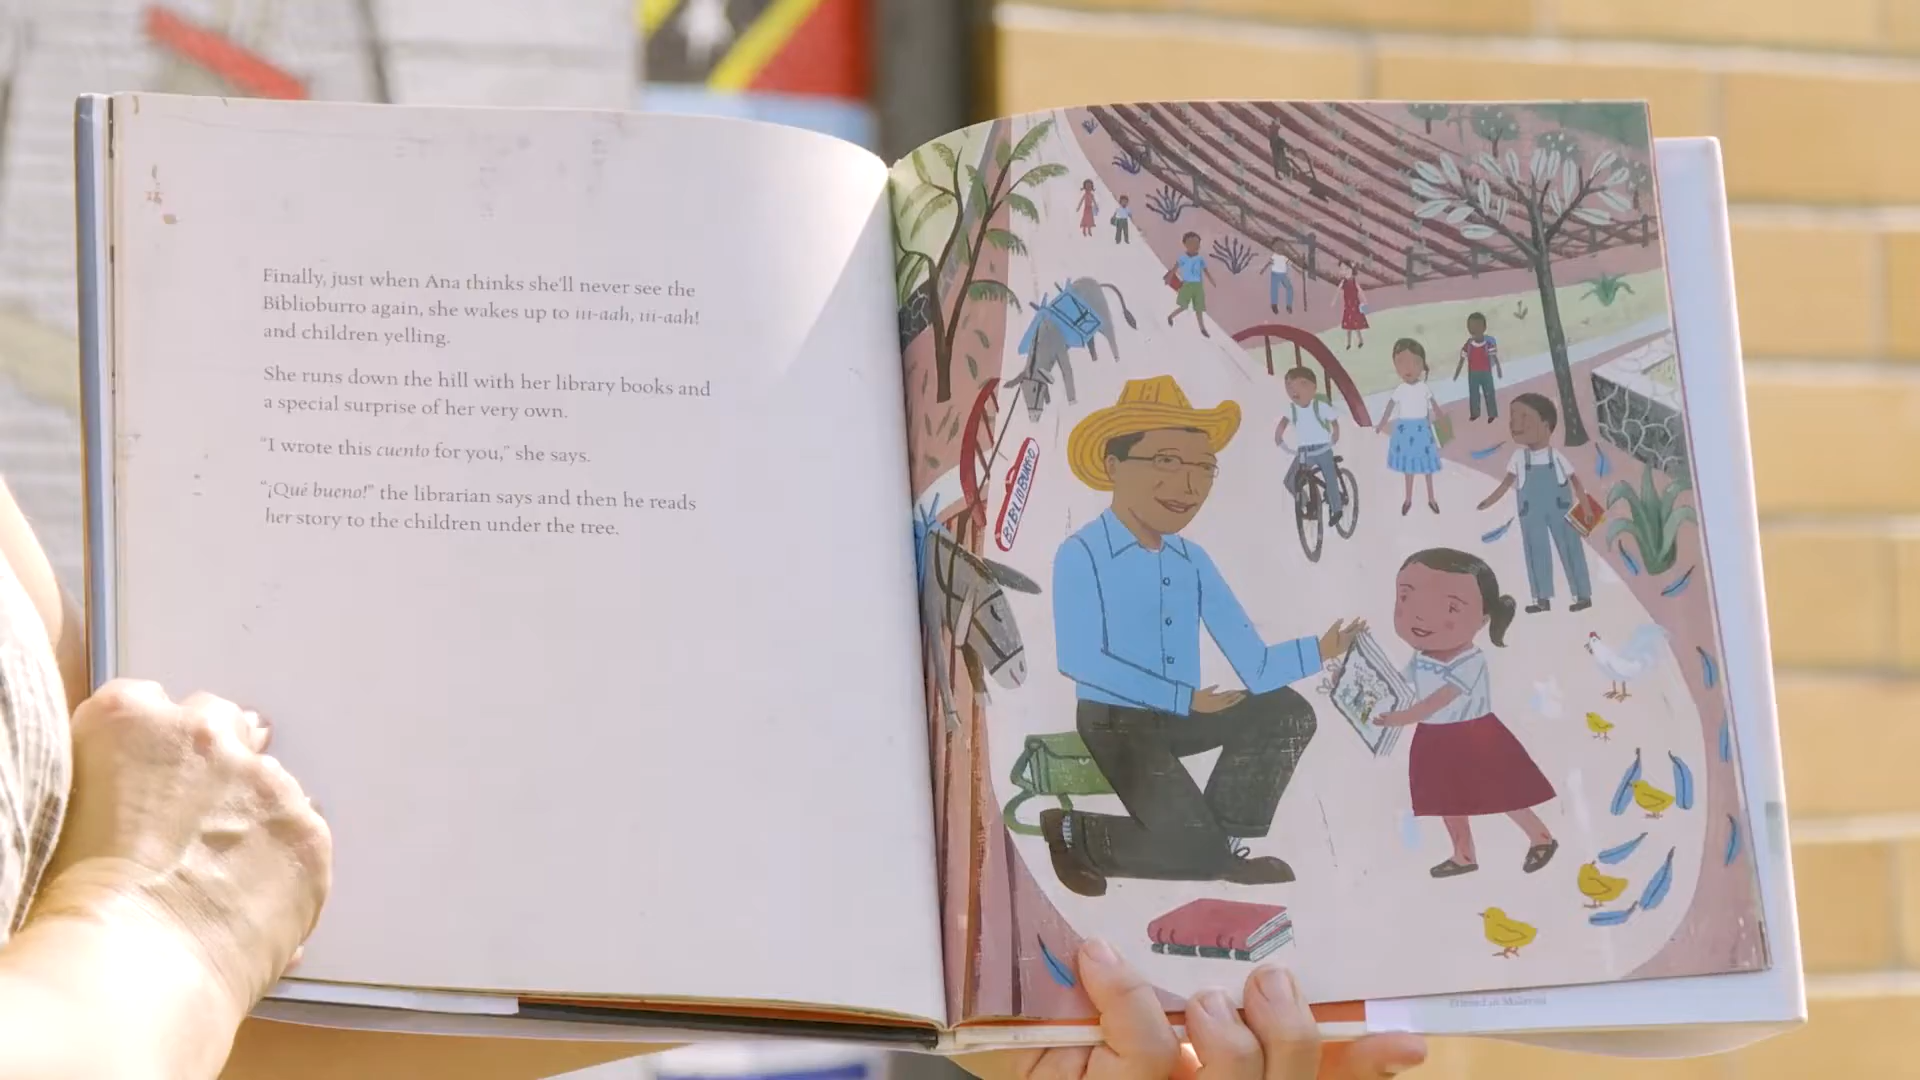 Finally, just when Ana thinks she'll never see the
Biblioburro again, she wakes up to iii-aah, iii-aah!
and children yelling.
She runs down the hill with her library books and
a special surprise of her very own.
"I wrote this cuento for you," she says.
"¡Qué bueno!" the librarian says and then he reads
her story to the children under the tree.
BIBLIOBURRO
Printed in Malaysia